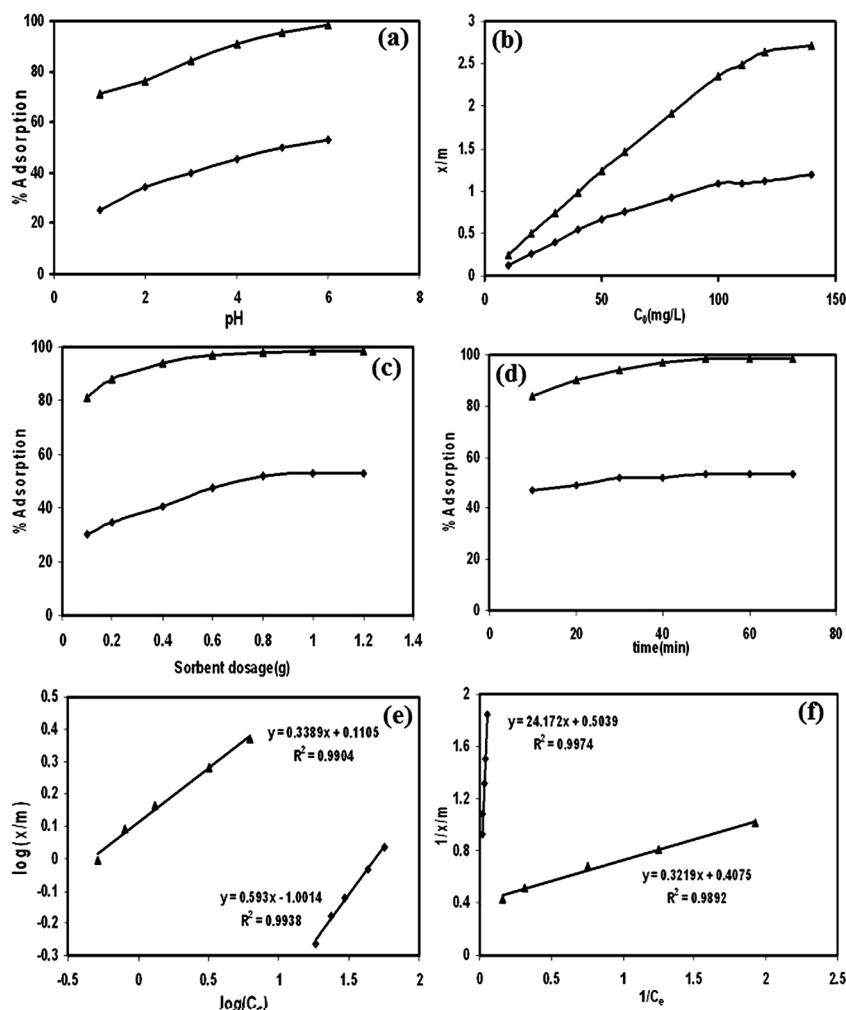 (a)
100
80
60
40
20
0
% Adsorption
0 2 4 6 8
pH
(b)
3
2.5
2
1.5
1
0.5
0
x/m
0 50 100 150
C₀(mg/L)
(c)
100
80
60
40
20
0
% Adsorption
0 0.2 0.4 0.6 0.8 1 1.2 1.4
Sorbent dosage(g)
(d)
100
80
60
40
20
0
% Adsorption
0 20 40 60 80
time(min)
(e)
0.5
0.4
0.3
0.2
0.1
0
-0.1
-0.2
-0.3
log(x/m)
y = 0.3389x + 0.1105
R² = 0.9904
y = 0.593x - 1.0014
R² = 0.9938
-0.5 0 0.5 1 1.5 2
log(Cₑ)
(f)
2
1.6
1.2
0.8
0.4
0
1/x/m
y = 24.172x + 0.5039
R² = 0.9974
y = 0.3219x + 0.4075
R² = 0.9892
0 0.5 1 1.5 2 2.5
1/Cₑ